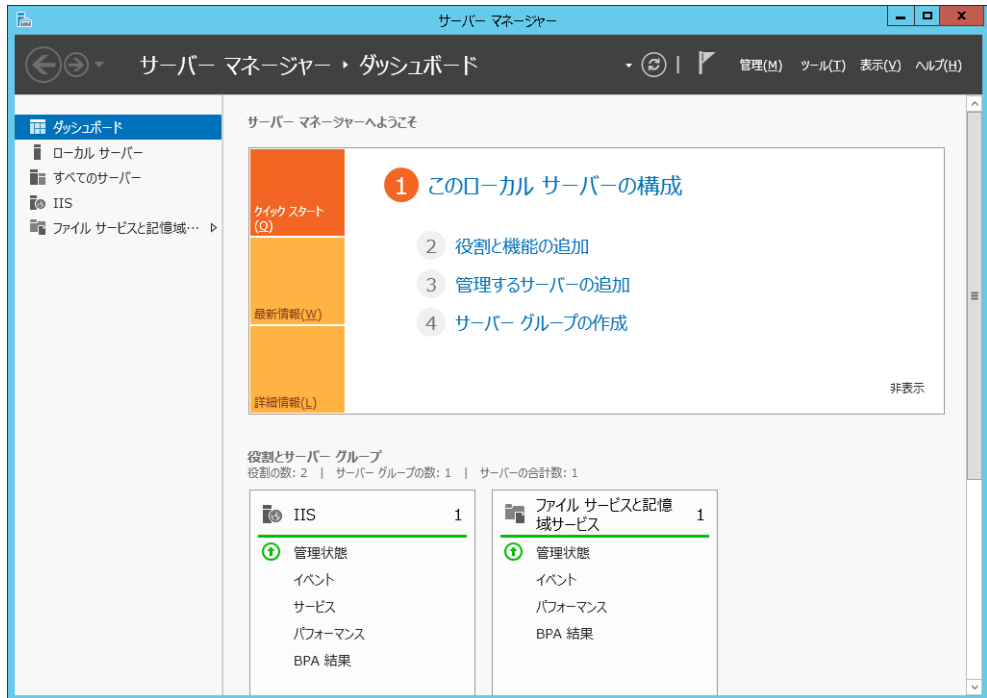 サーバー マネージャー
サーバー マネージャー ・ ダッシュボード
管理(M) ツール(T) 表示(V) ヘルプ(H)
ダッシュボード
ローカル サーバー
すべてのサーバー
IIS
ファイル サービスと記憶域…
サーバー マネージャーへようこそ
クイック スタート
(Q)
最新情報(W)
詳細情報(L)
1 このローカル サーバーの構成
2 役割と機能の追加
3 管理するサーバーの追加
4 サーバー グループの作成
非表示
役割とサーバー グループ
役割の数: 2 | サーバー グループの数: 1 | サーバーの合計数: 1
IIS 1
管理状態
イベント
サービス
パフォーマンス
BPA 結果
ファイル サービスと記憶
域サービス 1
管理状態
イベント
パフォーマンス
BPA 結果